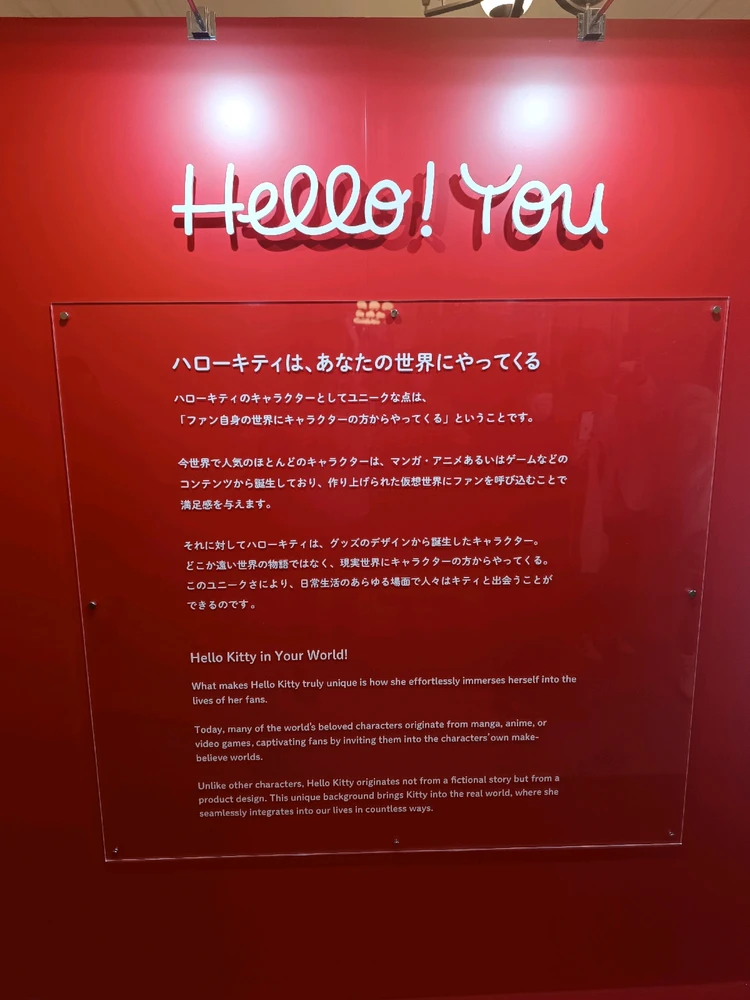 Hello! You
ハローキティは、あなたの世界にやってくる
ハローキティのキャラクターとしてユニークな点は、
「ファン自身の世界にキャラクターの方からやってくる」ということです。
今世界で人気のほとんどのキャラクターは、マンガ・アニメあるいはゲームなどの
コンテンツから誕生しており、作り上げられた仮想世界にファンを呼び込むことで
満足感を与えます。
それに対してハローキティは、グッズのデザインから誕生したキャラクター。
どこか遠い世界の物語ではなく、現実世界にキャラクターの方からやってくる。
このユニークさにより、日常生活のあらゆる場面で人々はキティと出会うことが
できるのです。
Hello Kitty in Your World!
What makes Hello Kitty truly unique is how she effortlessly immerses herself into the
lives of her fans.
Today, many of the world's beloved characters originate from manga, anime, or
video games, captivating fans by inviting them into the characters' own make-
believe worlds.
Unlike other characters, Hello Kitty originates not from a fictional story but from a
product design. This unique background brings Kitty into the real world, where she
seamlessly integrates into our lives in countless ways.